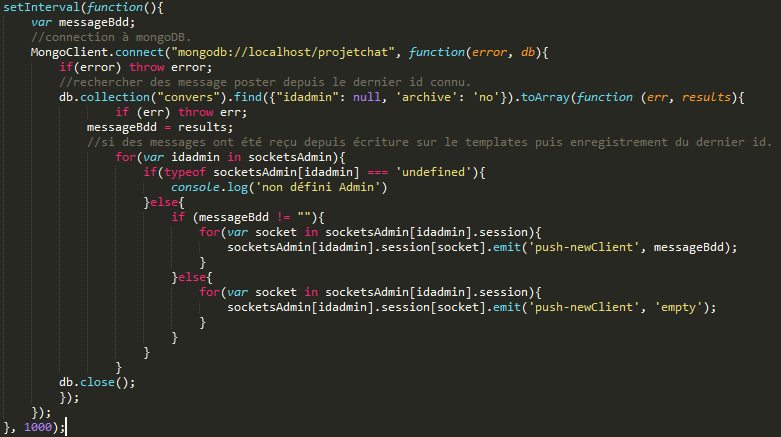 setInterval(function(){
    var messageBdd;
    //connection à mongoDB.
    MongoClient.connect("mongodb://localhost/projetchat", function(error, db){
        if(error) throw error;
        //rechercher des message poster depuis le dernier id connu.
        db.collection("convers").find({"idadmin": null, 'archive': 'no'}).toArray(function (err, results){
                if (err) throw err;
            messageBdd = results;
            //si des messages ont été reçu depuis écriture sur le templates puis enregistrement du dernier id.
                for(var idadmin in socketsAdmin){
                    if(typeof socketsAdmin[idadmin] === 'undefined'){
                        console.log('non défini Admin')
                    }else{
                        if (messageBdd != ""){
                            for(var socket in socketsAdmin[idadmin].session){
                                socketsAdmin[idadmin].session[socket].emit('push-newClient', messageBdd);
                            }
                        }else{
                            for(var socket in socketsAdmin[idadmin].session){
                                socketsAdmin[idadmin].session[socket].emit('push-newClient', 'empty');
                            }
                        }
                    }
                }
        db.close();
        });
    });
}, 1000);